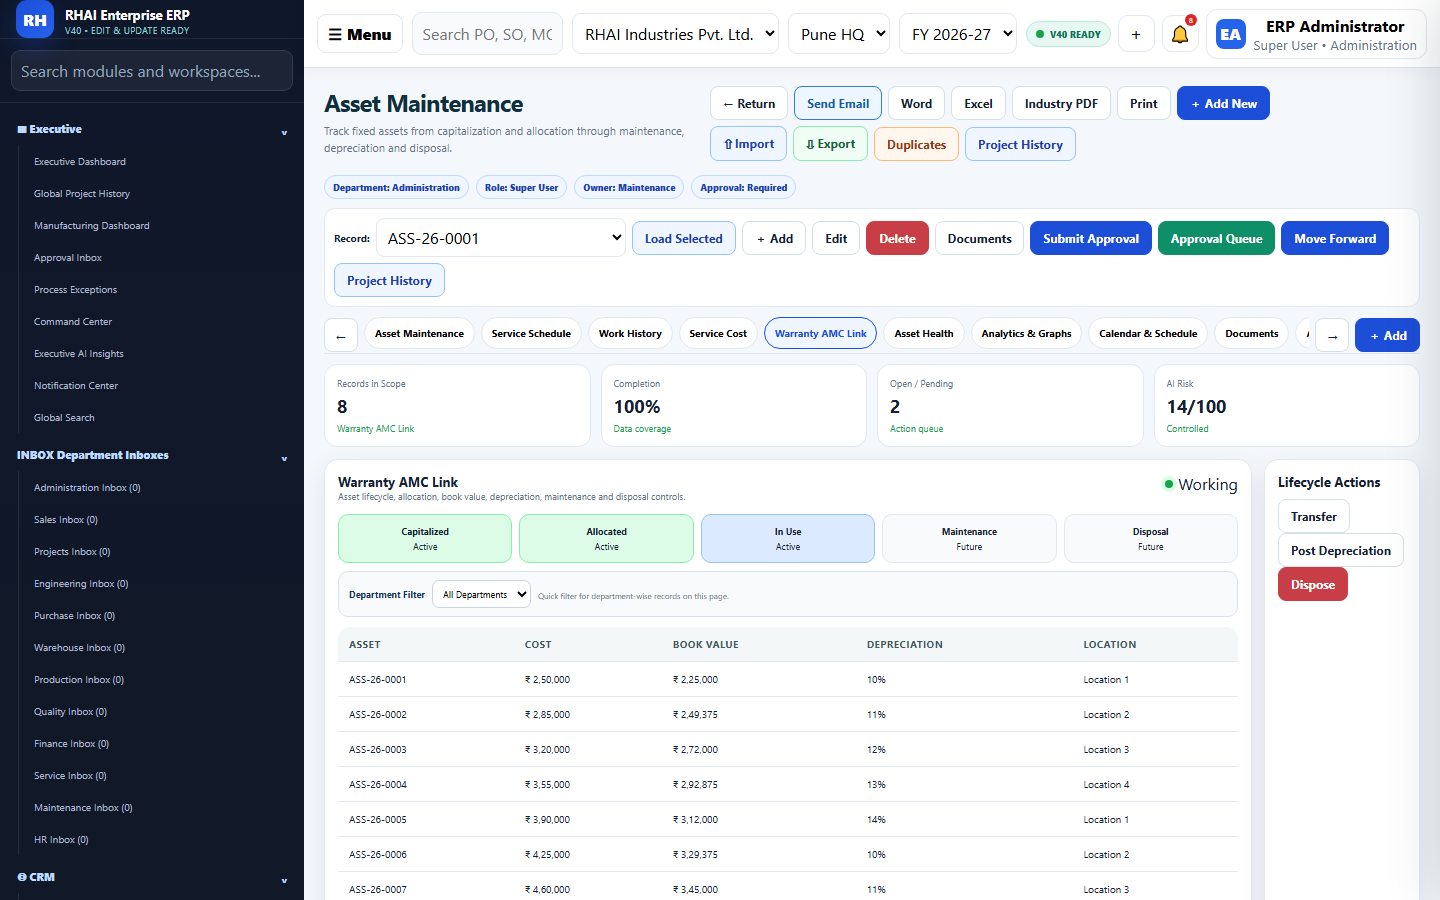 RH
RHAI Enterprise ERP
V40 • EDIT & UPDATE READY
Search modules and workspaces...
Executive
Executive Dashboard
Global Project History
Manufacturing Dashboard
Approval Inbox
Process Exceptions
Command Center
Executive AI Insights
Notification Center
Global Search
INBOX Department Inboxes
Administration Inbox (0)
Sales Inbox (0)
Projects Inbox (0)
Engineering Inbox (0)
Purchase Inbox (0)
Warehouse Inbox (0)
Production Inbox (0)
Quality Inbox (0)
Finance Inbox (0)
Service Inbox (0)
Maintenance Inbox (0)
HR Inbox (0)
CRM
☰ Menu
Search PO, SO, MO
RHAI Industries Pvt. Ltd.
Pune HQ
FY 2026-27
V40 READY
+
8
EA
ERP Administrator
Super User • Administration
Asset Maintenance
Track fixed assets from capitalization and allocation through maintenance,
depreciation and disposal.
← Return
Send Email
Word
Excel
Industry PDF
Print
+ Add New
⇧ Import
⇩ Export
Duplicates
Project History
Department: Administration
Role: Super User
Owner: Maintenance
Approval: Required
Record:
ASS-26-0001
Load Selected
+ Add
Edit
Delete
Documents
Submit Approval
Approval Queue
Move Forward
Project History
←
Asset Maintenance
Service Schedule
Work History
Service Cost
Warranty AMC Link
Asset Health
Analytics & Graphs
Calendar & Schedule
Documents
→
+ Add
Records in Scope
8
Warranty AMC Link
Completion
100%
Data coverage
Open / Pending
2
Action queue
AI Risk
14/100
Controlled
Warranty AMC Link
Asset lifecycle, allocation, book value, depreciation, maintenance and disposal controls.
Working
Capitalized
Active
Allocated
Active
In Use
Active
Maintenance
Future
Disposal
Future
Department Filter
All Departments
Quick filter for department-wise records on this page.
ASSET COST BOOK VALUE DEPRECIATION LOCATION
ASS-26-0001 ₹ 2,50,000 ₹ 2,25,000 10% Location 1
ASS-26-0002 ₹ 2,85,000 ₹ 2,49,375 11% Location 2
ASS-26-0003 ₹ 3,20,000 ₹ 2,72,000 12% Location 3
ASS-26-0004 ₹ 3,55,000 ₹ 2,92,875 13% Location 4
ASS-26-0005 ₹ 3,90,000 ₹ 3,12,000 14% Location 1
ASS-26-0006 ₹ 4,25,000 ₹ 3,29,375 10% Location 2
ASS-26-0007 ₹ 4,60,000 ₹ 3,45,000 11% Location 3
Lifecycle Actions
Transfer
Post Depreciation
Dispose